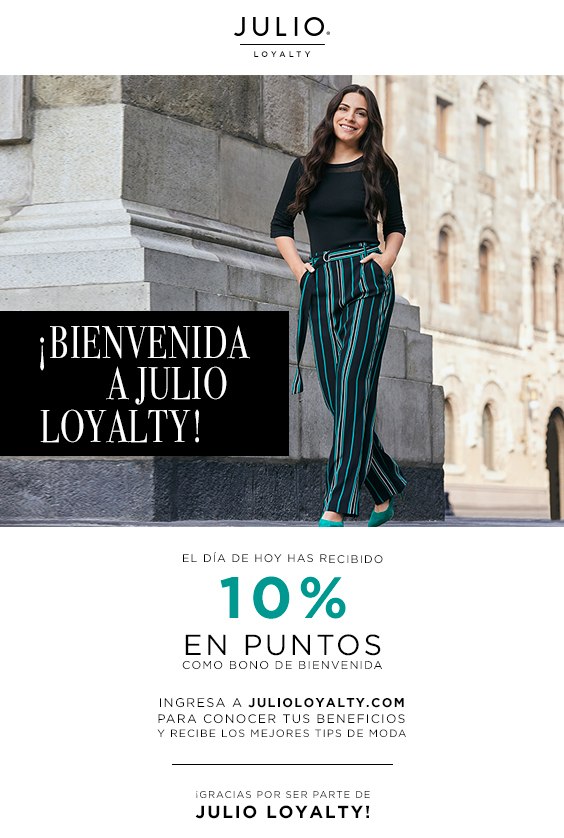 JULIO®
LOYALTY
¡BIENVENIDA
A JULIO
LOYALTY!
EL DÍA DE HOY HAS RECIBIDO
10%
EN PUNTOS
COMO BONO DE BIENVENIDA
INGRESA A JULIOLOYALTY.COM
PARA CONOCER TUS BENEFICIOS
Y RECIBE LOS MEJORES TIPS DE MODA
¡GRACIAS POR SER PARTE DE
JULIO LOYALTY!